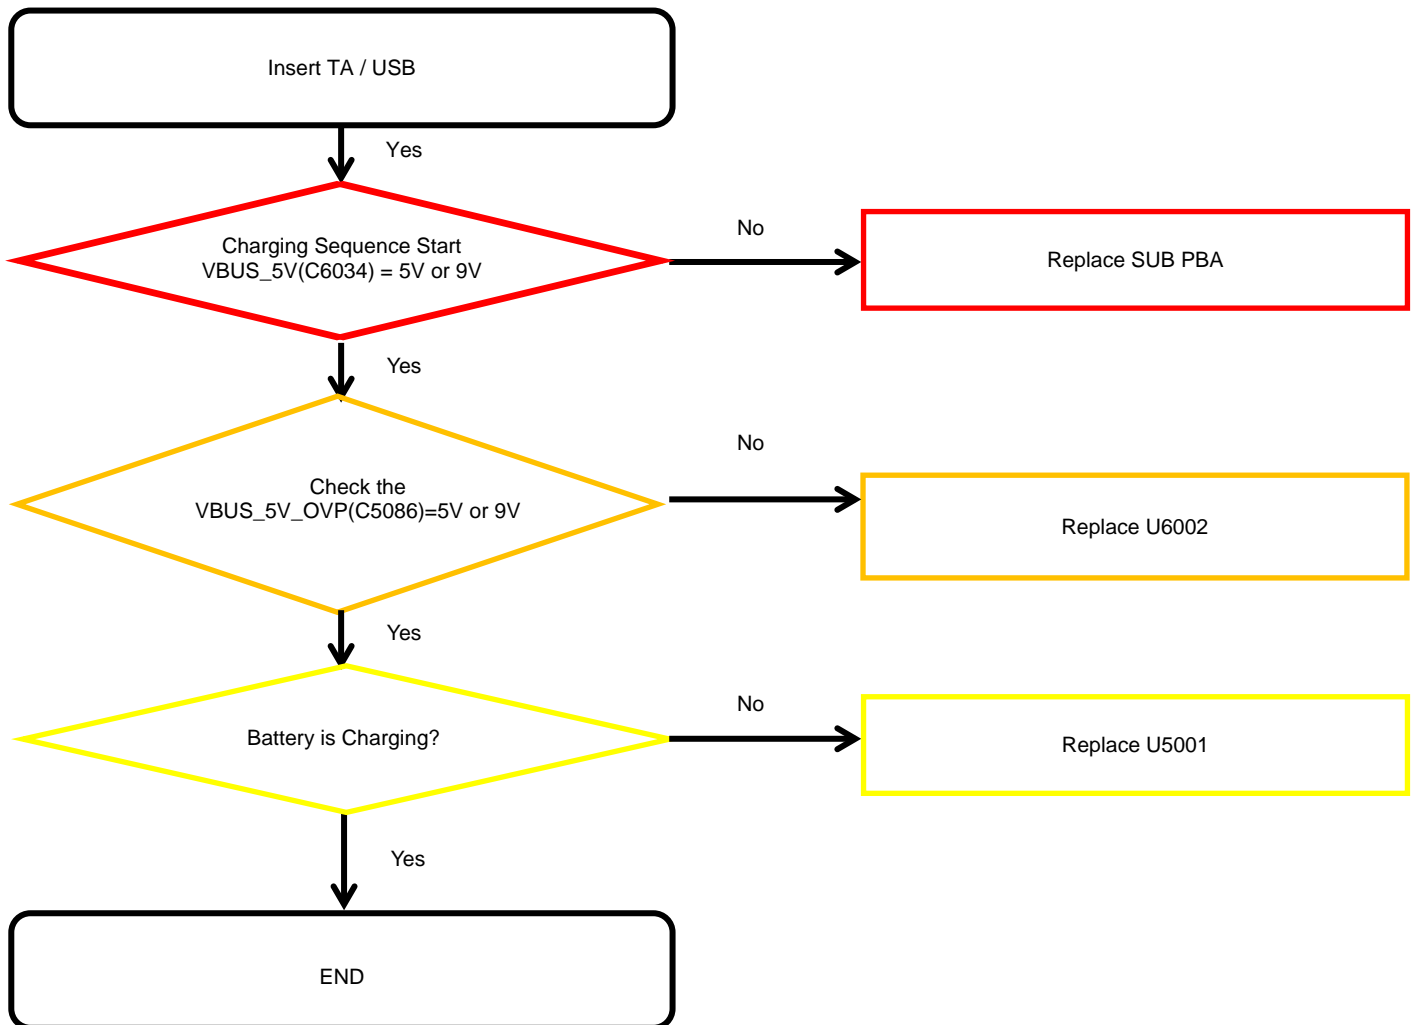 Insert TA / USB
Yes
Charging Sequence Start
VBUS_5V(C6034) = 5V or 9V
No
Replace SUB PBA
Yes
Check the
VBUS_5V_OVP(C5086)=5V or 9V
No
Replace U6002
Yes
Battery is Charging?
No
Replace U5001
Yes
END